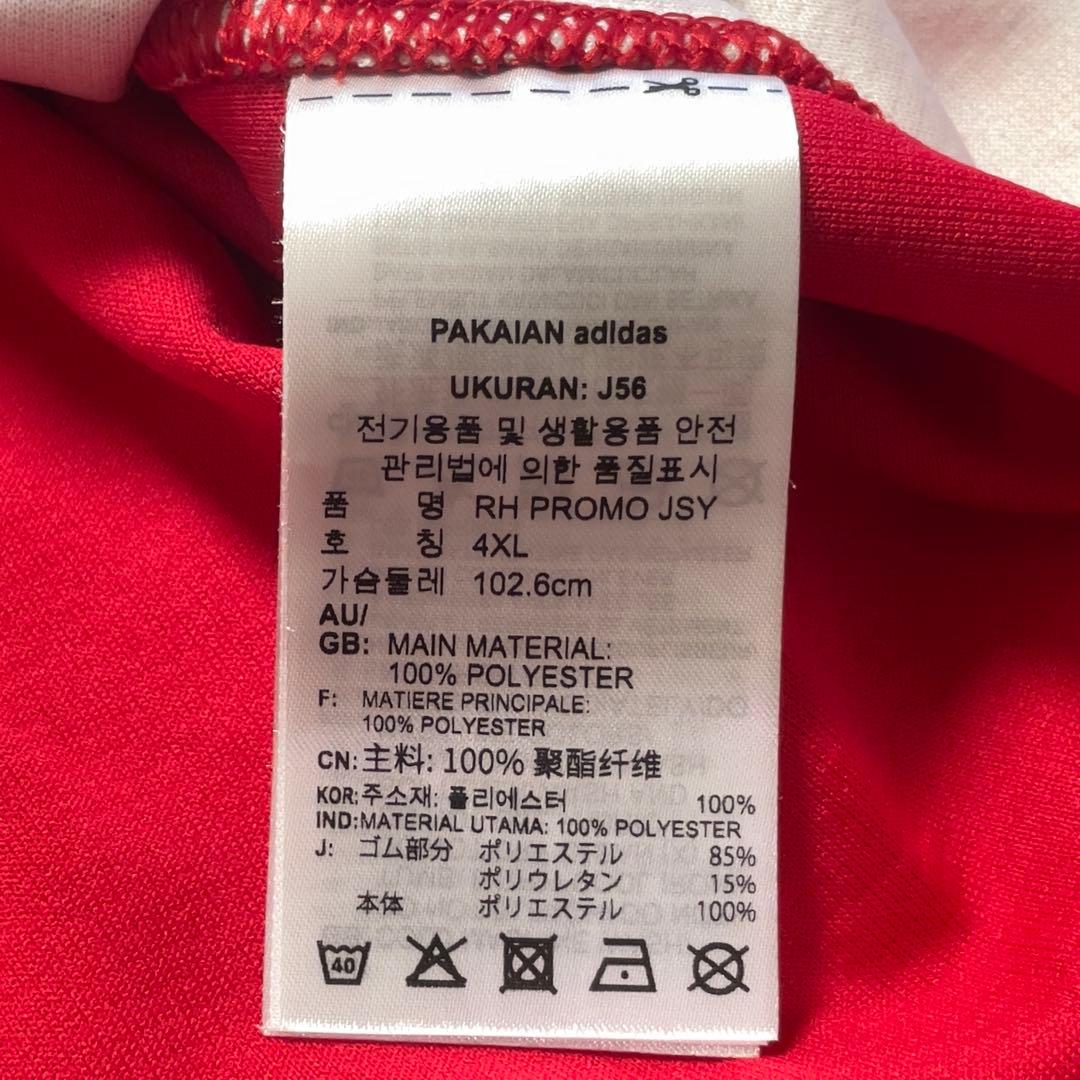 PAKAIAN adidas
UKURAN: J56
전기용품 및 생활용품 안전
관리법에 의한 품질표시
품 명 RH PROMO JSY
호 칭 4XL
가슴둘레 102.6cm
AU/
GB: MAIN MATERIAL:
100% POLYESTER
F: MATIERE PRINCIPALE:
100% POLYESTER
CN: 主料: 100% 聚酯纤维
KOR: 주소재: 폴리에스터 100%
IND: MATERIAL UTAMA: 100% POLYESTER
J: ゴム部分 ポリエステル 85%
ポリウレタン 15%
本体 ポリエステル 100%
40